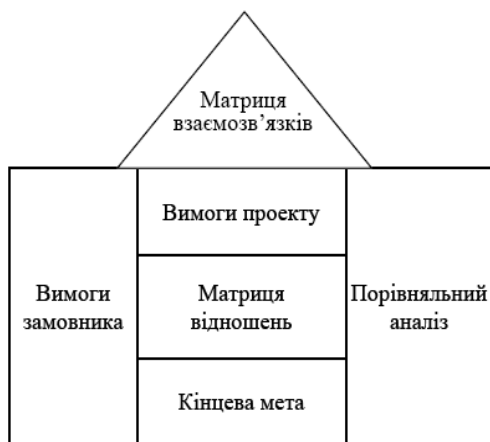 Матриця
взаємозв’язків
Вимоги проекту
Вимоги
замовника
Матриця
відношень
Порівняльний
аналіз
Кінцева мета